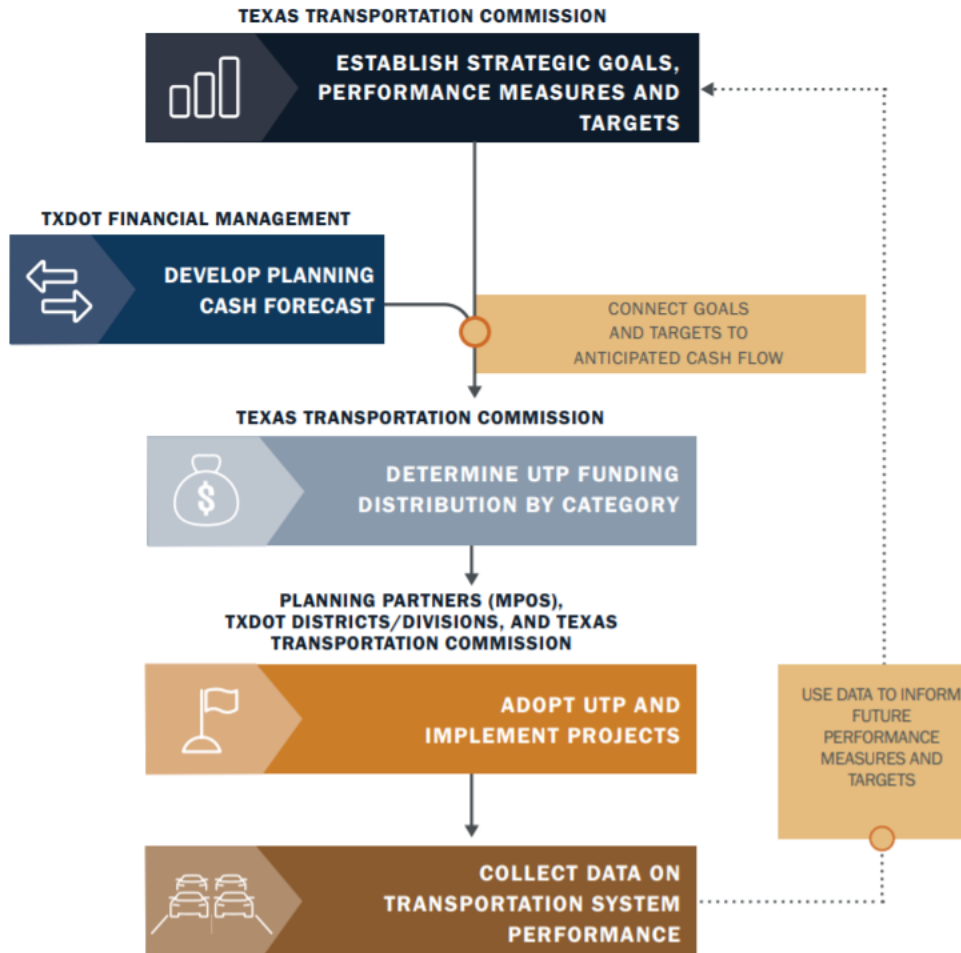 TEXAS TRANSPORTATION COMMISSION
ESTABLISH STRATEGIC GOALS,
PERFORMANCE MEASURES AND
TARGETS
TXDOT FINANCIAL MANAGEMENT
DEVELOP PLANNING
CASH FORECAST
CONNECT GOALS
AND TARGETS TO
ANTICIPATED CASH FLOW
TEXAS TRANSPORTATION COMMISSION
$
DETERMINE UTP FUNDING
DISTRIBUTION BY CATEGORY
PLANNING PARTNERS (MPOS),
TXDOT DISTRICTS/DIVISIONS, AND TEXAS
TRANSPORTATION COMMISSION
ADOPT UTP AND
IMPLEMENT PROJECTS
USE DATA TO INFORM
FUTURE
PERFORMANCE
MEASURES AND
TARGETS
COLLECT DATA ON
TRANSPORTATION SYSTEM
PERFORMANCE